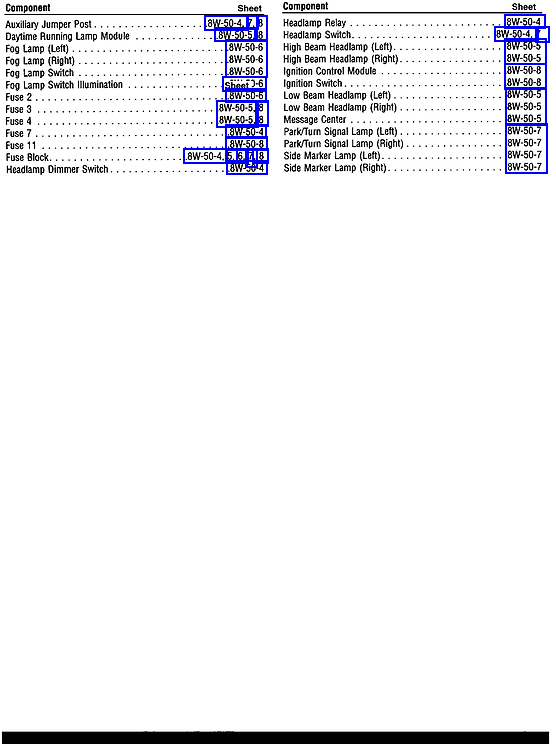 Component Sheet
Auxiliary Jumper Post . . . . . . . . . . . . . . . . .8W-50-4, 7, 8
Daytime Running Lamp Module . . . . . . . . . . .8W-50-5, 8
Fog Lamp (Left) . . . . . . . . . . . . . . . . . . . . . . .8W-50-6
Fog Lamp (Right) . . . . . . . . . . . . . . . . . . . . . .8W-50-6
Fog Lamp Switch . . . . . . . . . . . . . . . . . . . . . .8W-50-6
Fog Lamp Switch Illumination . . . . . . . . . . . . Sheet 0-6
Fuse 2 . . . . . . . . . . . . . . . . . . . . . . . . . . . . .8W-50-6
Fuse 3 . . . . . . . . . . . . . . . . . . . . . . . . . . . .8W-50-5, 8
Fuse 4 . . . . . . . . . . . . . . . . . . . . . . . . . . . .8W-50-5, 8
Fuse 7 . . . . . . . . . . . . . . . . . . . . . . . . . . . . .8W-50-4
Fuse 11 . . . . . . . . . . . . . . . . . . . . . . . . . . . .8W-50-8
Fuse Block. . . . . . . . . . . . . . . . . . . . .8W-50-4, 5, 6, 7, 8
Headlamp Dimmer Switch . . . . . . . . . . . . . . . .8W-50-4
Component Sheet
Headlamp Relay . . . . . . . . . . . . . . . . . . . . . .8W-50-4
Headlamp Switch. . . . . . . . . . . . . . . . . . . . .8W-50-4, 7
High Beam Headlamp (Left) . . . . . . . . . . . . . .8W-50-5
High Beam Headlamp (Right) . . . . . . . . . . . . .8W-50-5
Ignition Control Module . . . . . . . . . . . . . . . . .8W-50-8
Ignition Switch . . . . . . . . . . . . . . . . . . . . . . .8W-50-8
Low Beam Headlamp (Left) . . . . . . . . . . . . . . .8W-50-5
Low Beam Headlamp (Right) . . . . . . . . . . . . . .8W-50-5
Message Center . . . . . . . . . . . . . . . . . . . . . . .8W-50-5
Park/Turn Signal Lamp (Left) . . . . . . . . . . . . .8W-50-7
Park/Turn Signal Lamp (Right) . . . . . . . . . . . .8W-50-7
Side Marker Lamp (Left) . . . . . . . . . . . . . . . . .8W-50-7
Side Marker Lamp (Right) . . . . . . . . . . . . . . . .8W-50-7